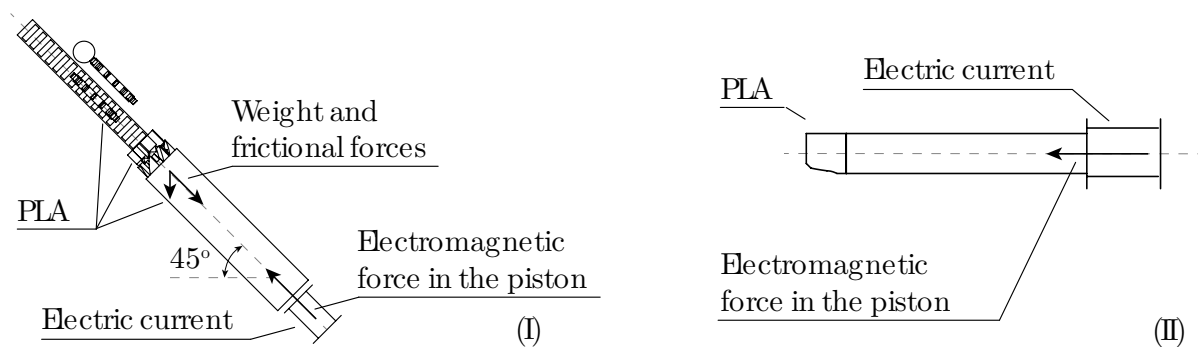 Weight and
frictional forces
PLA
45°
Electromagnetic
force in the piston
Electric current
(I)
Electric current
PLA
Electromagnetic
force in the piston
(II)